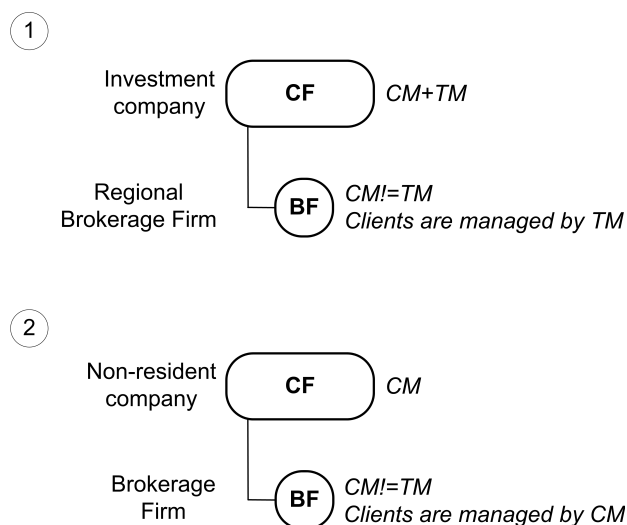 1
Investment
company
CF
CM+TM
Regional
Brokerage Firm
BF
CM!=TM
Clients are managed by TM
2
Non-resident
company
CF
CM
Brokerage
Firm
BF
CM!=TM
Clients are managed by CM